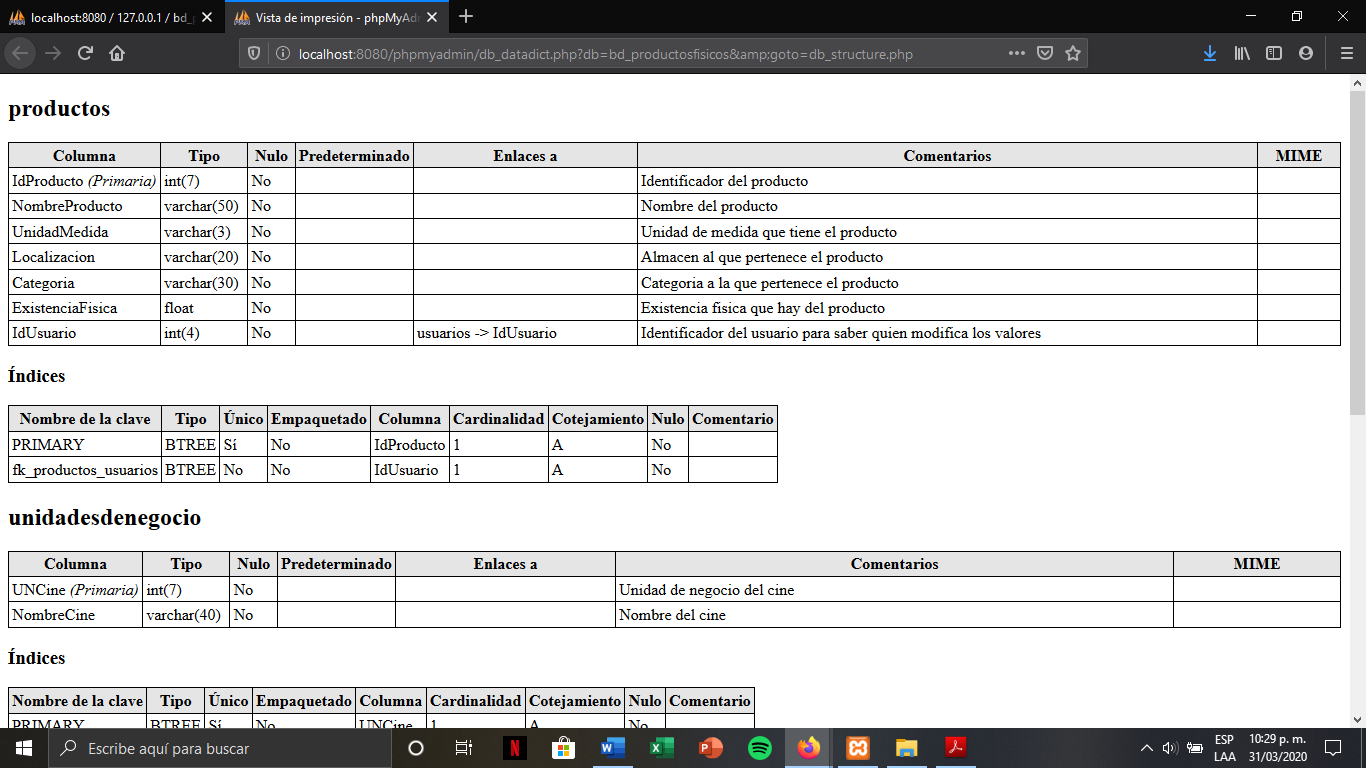 localhost:8080 / 127.0.0.1 / bd_p
Vista de impresión - phpMyAdm
localhost:8080/phpmyadmin/db_datadict.php?db=bd_productosfisicos&amp;goto=db_structure.php
productos
Columna Tipo Nulo Predeterminado Enlaces a Comentarios MIME
IdProducto (Primaria) int(7) No Identificador del producto
NombreProducto varchar(50) No Nombre del producto
UnidadMedida varchar(3) No Unidad de medida que tiene el producto
Localizacion varchar(20) No Almacen al que pertenece el producto
Categoria varchar(30) No Categoria a la que pertenece el producto
ExistenciaFisica float No Existencia fisica que hay del producto
IdUsuario int(4) No usuarios -> IdUsuario Identificador del usuario para saber quien modifica los valores
Índices
Nombre de la clave Tipo Único Empaquetado Columna Cardinalidad Cotejamiento Nulo Comentario
PRIMARY BTREE Sí No IdProducto 1 A No
fk_productos_usuarios BTREE No No IdUsuario 1 A No
unidadesdenegocio
Columna Tipo Nulo Predeterminado Enlaces a Comentarios MIME
UNCine (Primaria) int(7) No Unidad de negocio del cine
NombreCine varchar(40) No Nombre del cine
Índices
Nombre de la clave Tipo Único Empaquetado Columna Cardinalidad Cotejamiento Nulo Comentario
PRIMARY BTREE Sí No UNCine 1 A No
Escribe aquí para buscar
ESP
LAA
10:29 p. m.
31/03/2020